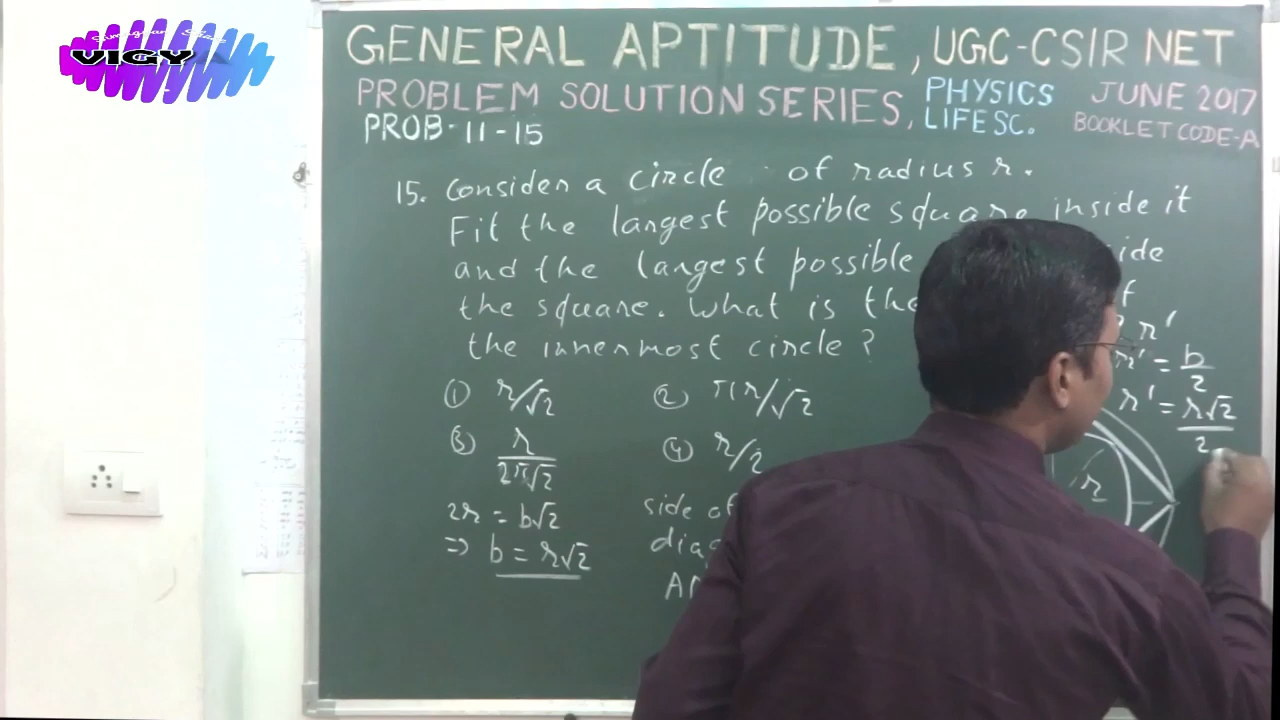 VIGY
GENERAL APTITUDE, UGC-CSIR NET
PROBLEM SOLUTION SERIES, PHYSICS LIFESC. JUNE 2017
BOOKLET CODE-A
PROB-11-15
15. Consider a circle of radius r.
Fit the largest possible square inside it
and the largest possible ide
the square. What is the f
the innermost circle?
① r/√2 ② πr/√2
③ r/2√2 ④ r/2
2r = b√2
⇒ b = r√2
side of
diag
r'
r' = b/2
r' = r√2/2
r